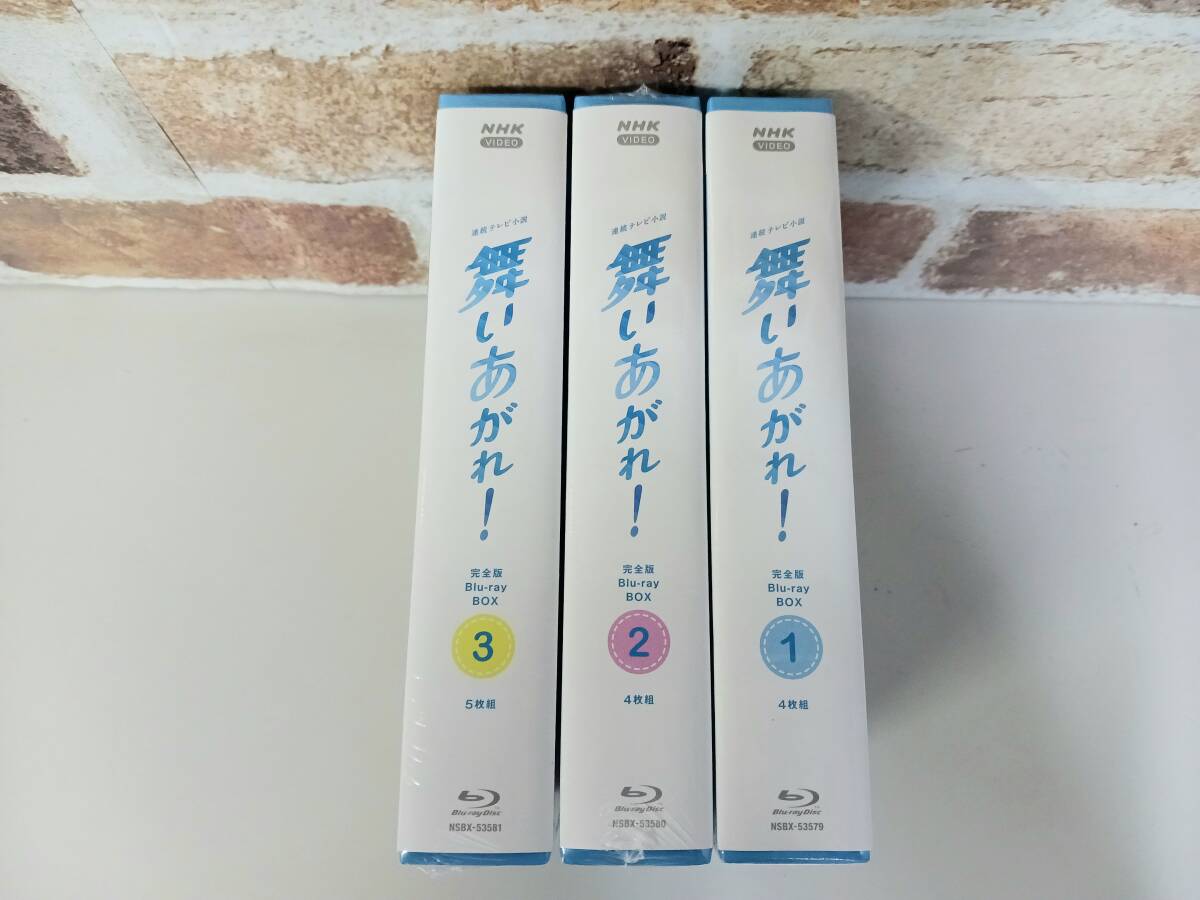 NHK
VIDEO
連続テレビ小説
舞いあがれ!
完全版
Blu-ray
BOX
3
5枚組
Blu-ray Disc
NSBX-53581
NHK
VIDEO
連続テレビ小説
舞いあがれ!
完全版
Blu-ray
BOX
2
4枚組
Blu-ray Disc
NSBX-53580
NHK
VIDEO
連続テレビ小説
舞いあがれ!
完全版
Blu-ray
BOX
1
4枚組
Blu-ray Disc
NSBX-53579